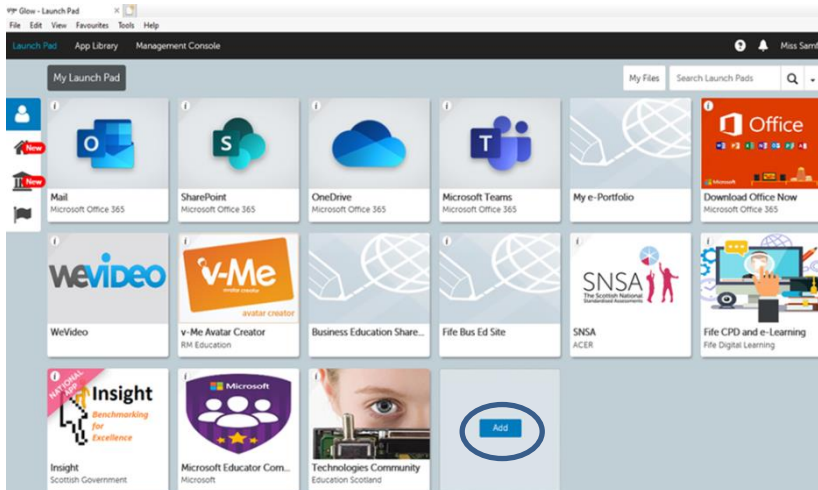 Glow - Launch Pad
File Edit View Favourites Tools Help
Launch Pad App Library Management Console Miss Samf
My Launch Pad My Files Search Launch Pads
New
New
O
S
T
Office
Microsoft
Mail
Microsoft Office 365
SharePoint
Microsoft Office 365
OneDrive
Microsoft Office 365
Microsoft Teams
Microsoft Office 365
My e-Portfolio
Download Office Now
Microsoft Office 365
WeVideo
v-Me
avatar creator
SNSA
The Scottish National
Standardised Assessments
WeVideo
v-Me Avatar Creator
RM Education
Business Education Share...
Fife Bus Ed Site
SNSA
ACER
Fife CPD and e-Learning
Fife Digital Learning
NATIONAL
APP
Insight
Benchmarking
for
Excellence
Microsoft
Add
Insight
Scottish Government
Microsoft Educator Com...
Microsoft
Technologies Community
Education Scotland